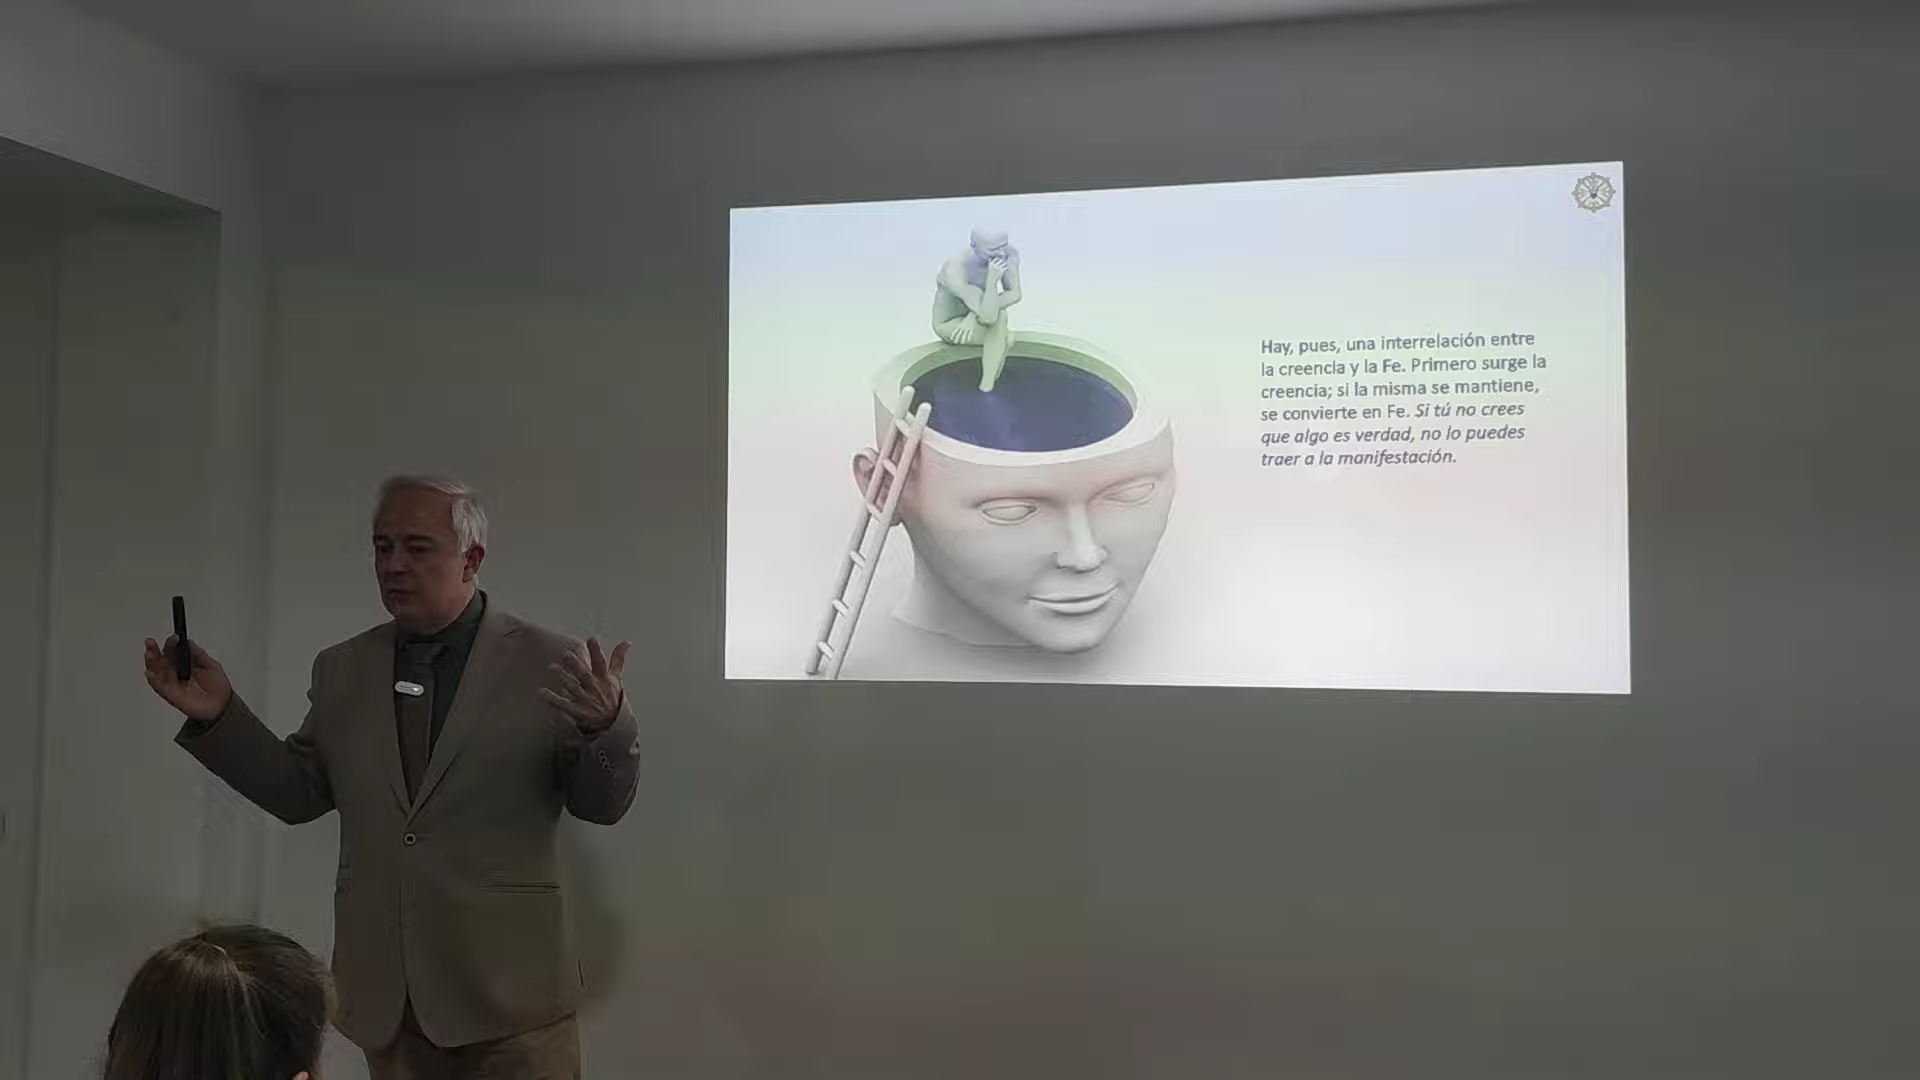 Hay, pues, una interrelación entre
la creencia y la Fe. Primero surge la
creencia; si la misma se mantiene,
se convierte en Fe. Si tú no crees
que algo es verdad, no lo puedes
traer a la manifestación.